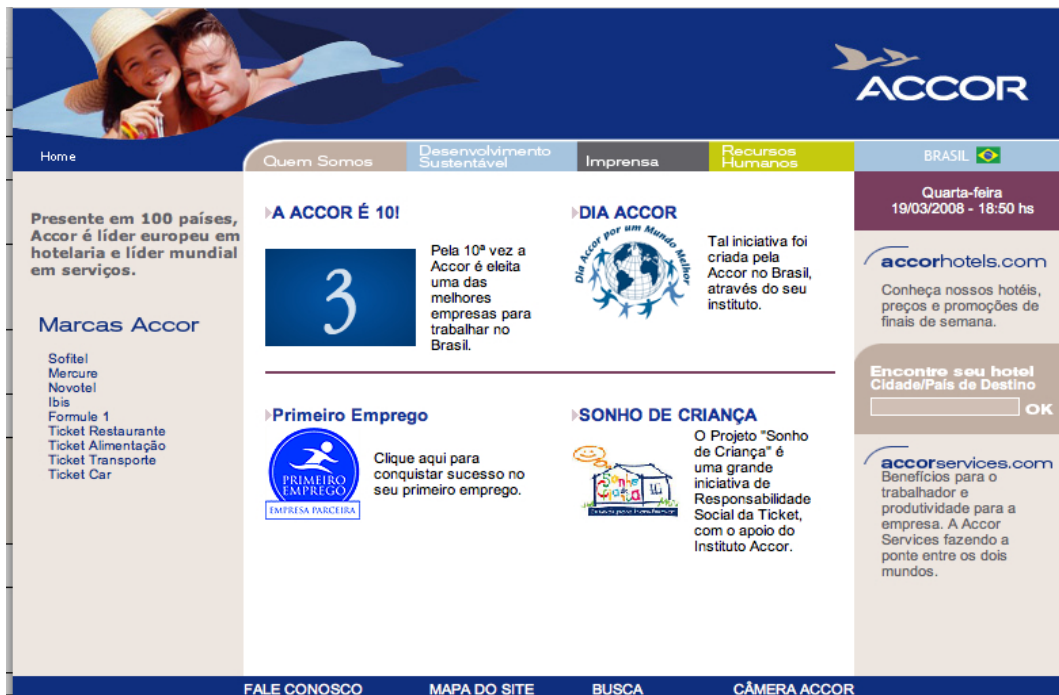 ACCOR
Home
Quem Somos
Desenvolvimento
Sustentável
Imprensa
Recursos
Humanos
BRASIL
Presente em 100 países,
Accor é líder europeu em
hotelaria e líder mundial
em serviços.
Marcas Accor
Sofitel
Mercure
Novotel
Ibis
Formule 1
Ticket Restaurante
Ticket Alimentação
Ticket Transporte
Ticket Car
A ACCOR É 10!
3
Pela 10ª vez a
Accor é eleita
uma das
melhores
empresas para
trabalhar no
Brasil.
DIA ACCOR
Dia Accor por um Mundo Melhor
Tal iniciativa foi
criada pela
Accor no Brasil,
através do seu
instituto.
Primeiro Emprego
PRIMEIRO
EMPREGO
EMPRESA PARCEIRA
Clique aqui para
conquistar sucesso no
seu primeiro emprego.
SONHO DE CRIANÇA
Sonho
de Criança
O Projeto "Sonho
de Criança" é
uma grande
iniciativa de
Responsabilidade
Social da Ticket,
com o apoio do
Instituto Accor.
Quarta-feira
19/03/2008 - 18:50 hs
accorhotels.com
Conheça nossos hotéis,
preços e promoções de
finais de semana.
Encontre seu hotel
Cidade/País de Destino
OK
accorservices.com
Benefícios para o
trabalhador e
produtividade para a
empresa. A Accor
Services fazendo a
ponte entre os dois
mundos.
FALE CONOSCO
MAPA DO SITE
BUSCA
CÂMERA ACCOR